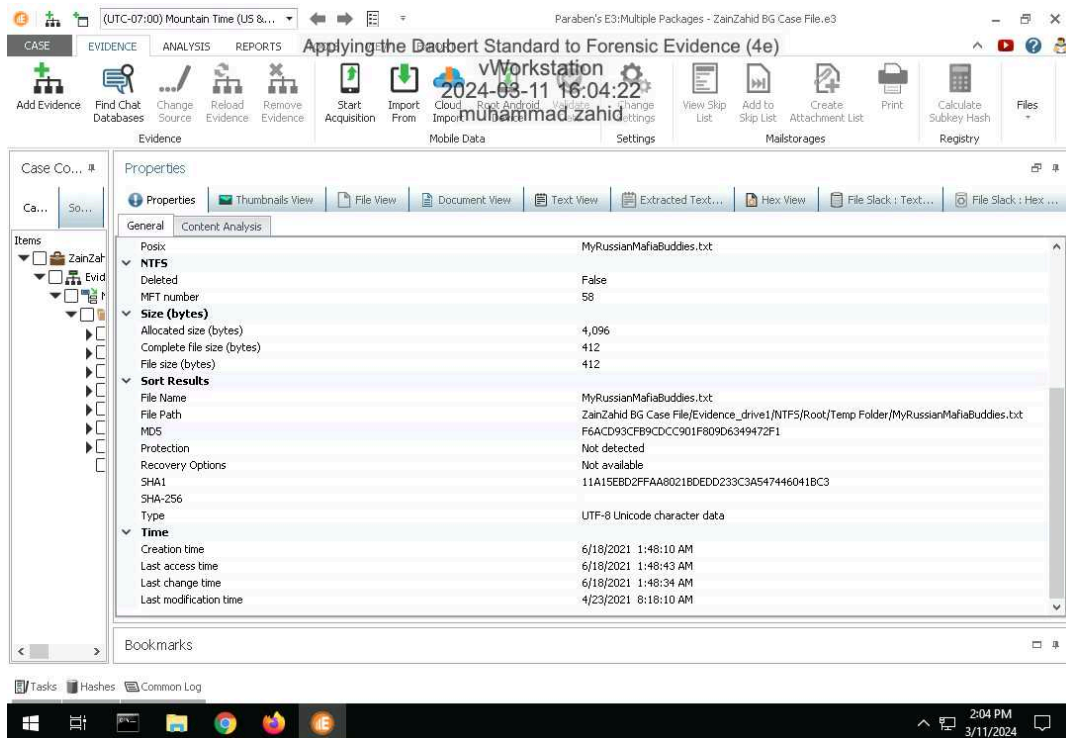 (UTC-07:00) Mountain Time (US &...
Paraben's E3:Multiple Packages - ZainZahid BG Case File.e3
CASE EVIDENCE ANALYSIS REPORTS
Applying the Daubert Standard to Forensic Evidence (4e)
vWorkstation
2024-03-11 16:04:22
muhammad zahid
Add Evidence
Find Chat Databases
Change Source
Reload Evidence
Remove Evidence
Start Acquisition
Import From
Cloud Import
Root Android
Change Settings
View Skip List
Add to Skip List
Create Attachment List
Print
Calculate Subkey Hash
Files
Evidence Mobile Data Settings Mailstorages Registry
Case Co...
Properties
Ca... So...
Properties Thumbnails View File View Document View Text View Extracted Text... Hex View File Slack : Text... File Slack : Hex ...
General Content Analysis
Items
ZainZah
Evid
Posix MyRussianMafiaBuddies.txt
NTFS
Deleted False
MFT number 58
Size (bytes)
Allocated size (bytes) 4,096
Complete file size (bytes) 412
File size (bytes) 412
Sort Results
File Name MyRussianMafiaBuddies.txt
File Path ZainZahid BG Case File/Evidence_drive1/NTFS/Root/Temp Folder/MyRussianMafiaBuddies.txt
MD5 F6ACD93CFB9CDCC901F809D6349472F1
Protection Not detected
Recovery Options Not available
SHA1 11A15EBD2FFAA8021BDEDD233C3A547446041BC3
SHA-256
Type UTF-8 Unicode character data
Time
Creation time 6/18/2021 1:48:10 AM
Last access time 6/18/2021 1:48:43 AM
Last change time 6/18/2021 1:48:34 AM
Last modification time 4/23/2021 8:18:10 AM
Bookmarks
Tasks Hashes Common Log
2:04 PM
3/11/2024